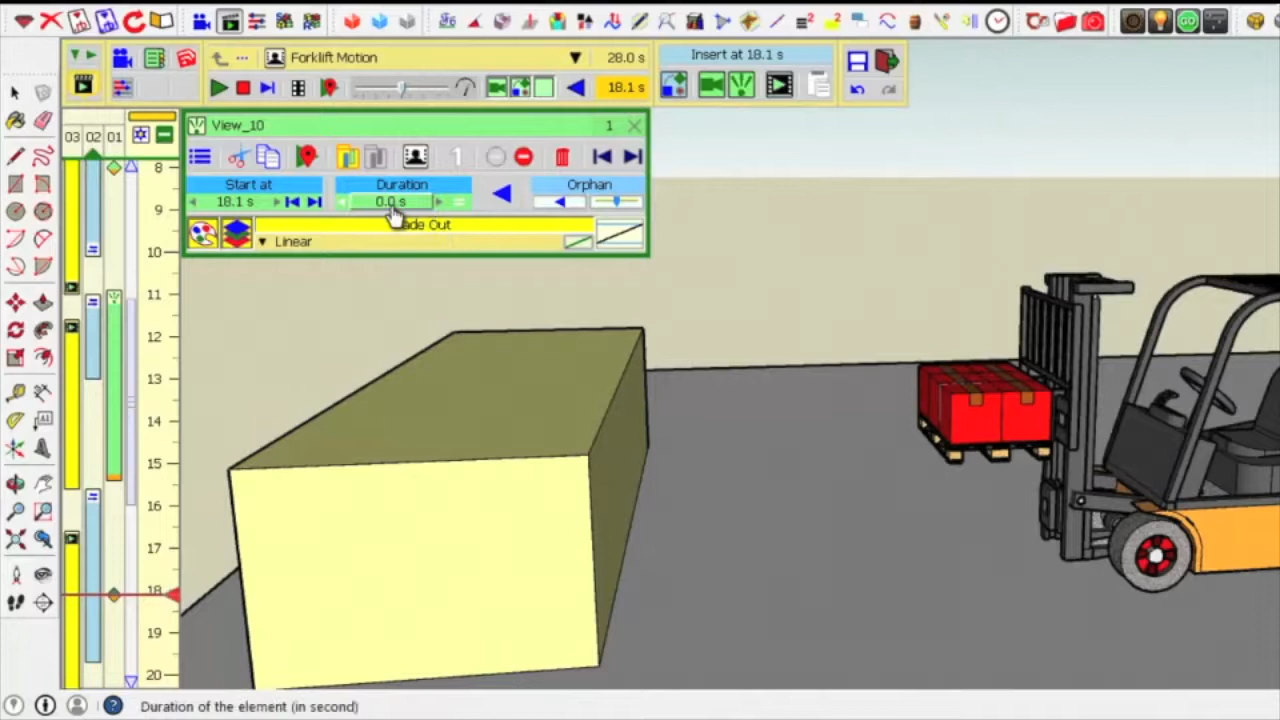 Forklift Motion
28.0 s
Insert at 18.1 s
18.1 s
View_10
1
03
02
01
1
Start at
Duration
Orphan
18.1 s
0.0 s
ade Out
Linear
8
9
10
11
12
13
14
15
16
17
18
19
20
Duration of the element (in second)